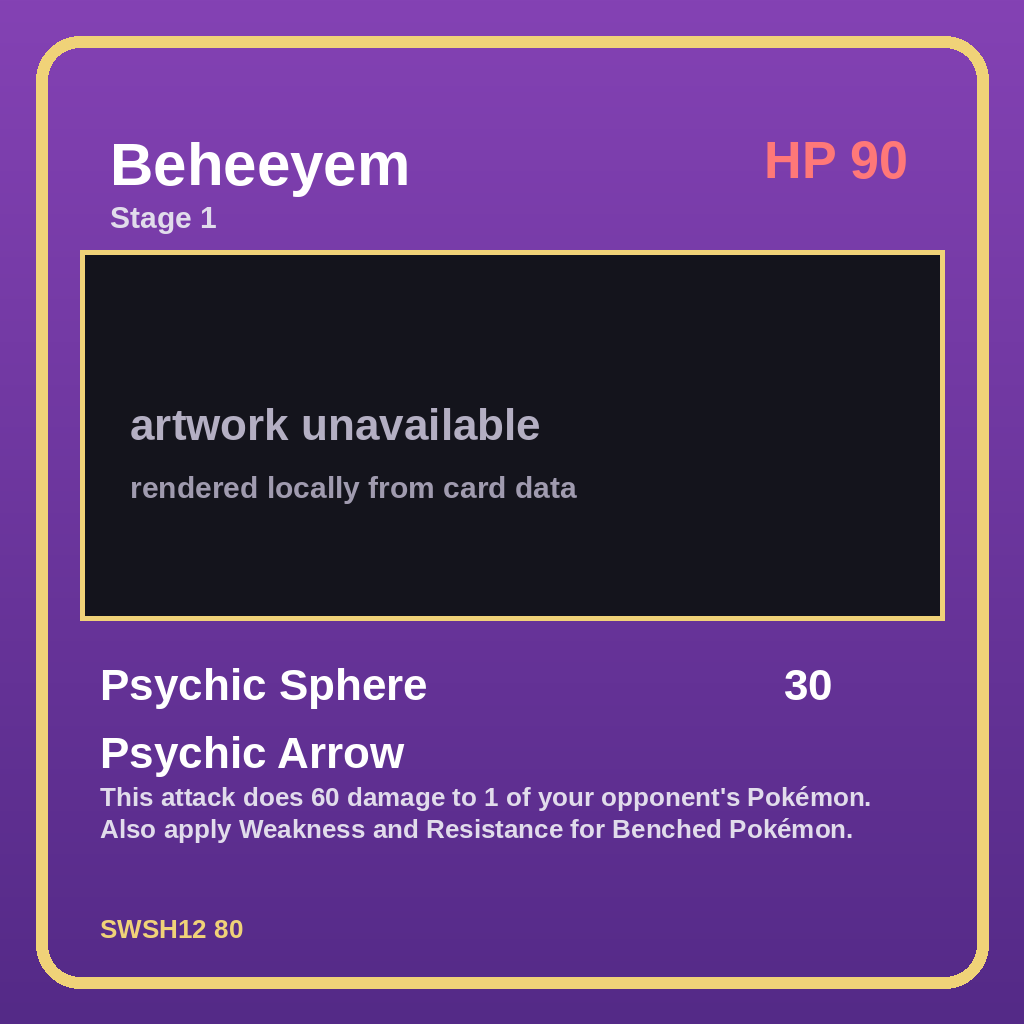 Beheeyem
HP 90
Stage 1
artwork unavailable
rendered locally from card data
Psychic Sphere 30
Psychic Arrow
This attack does 60 damage to 1 of your opponent's Pokémon.
Also apply Weakness and Resistance for Benched Pokémon.
SWSH12 80